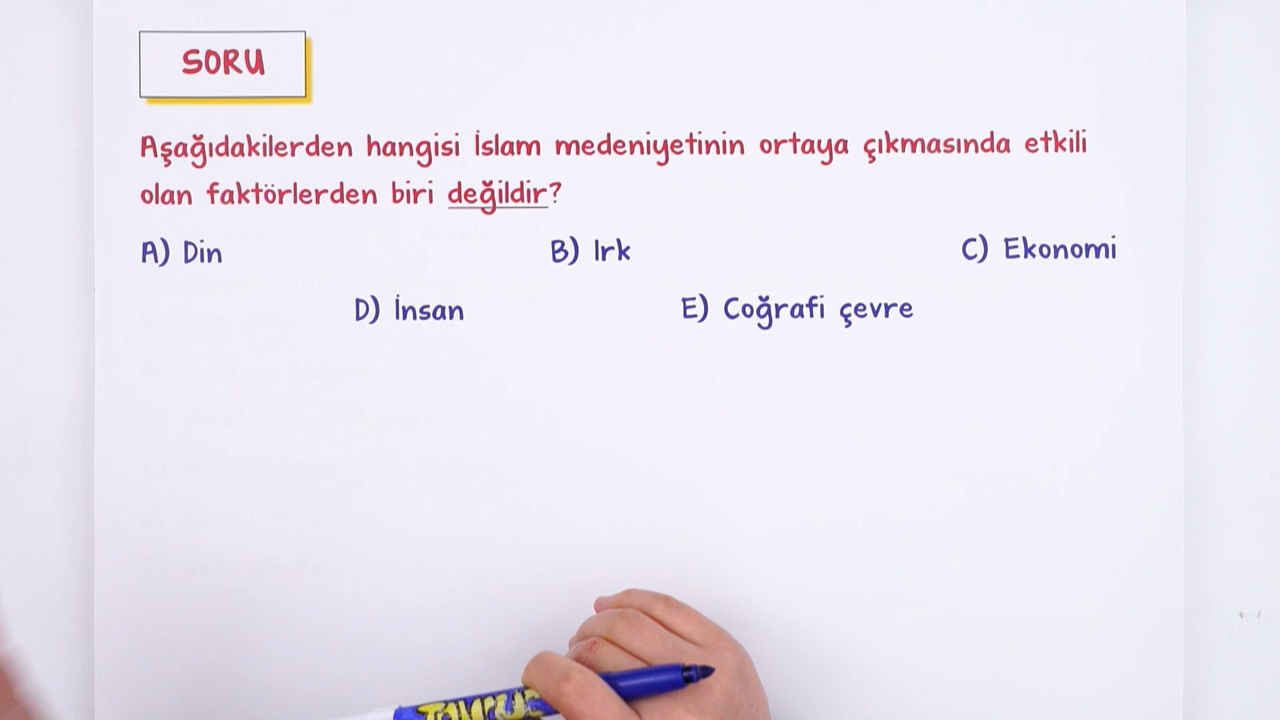 SORU
Aşağıdakilerden hangisi İslam medeniyetinin ortaya çıkmasında etkili
olan faktörlerden biri değildir?
A) Din B) Irk C) Ekonomi
D) İnsan E) Coğrafi çevre